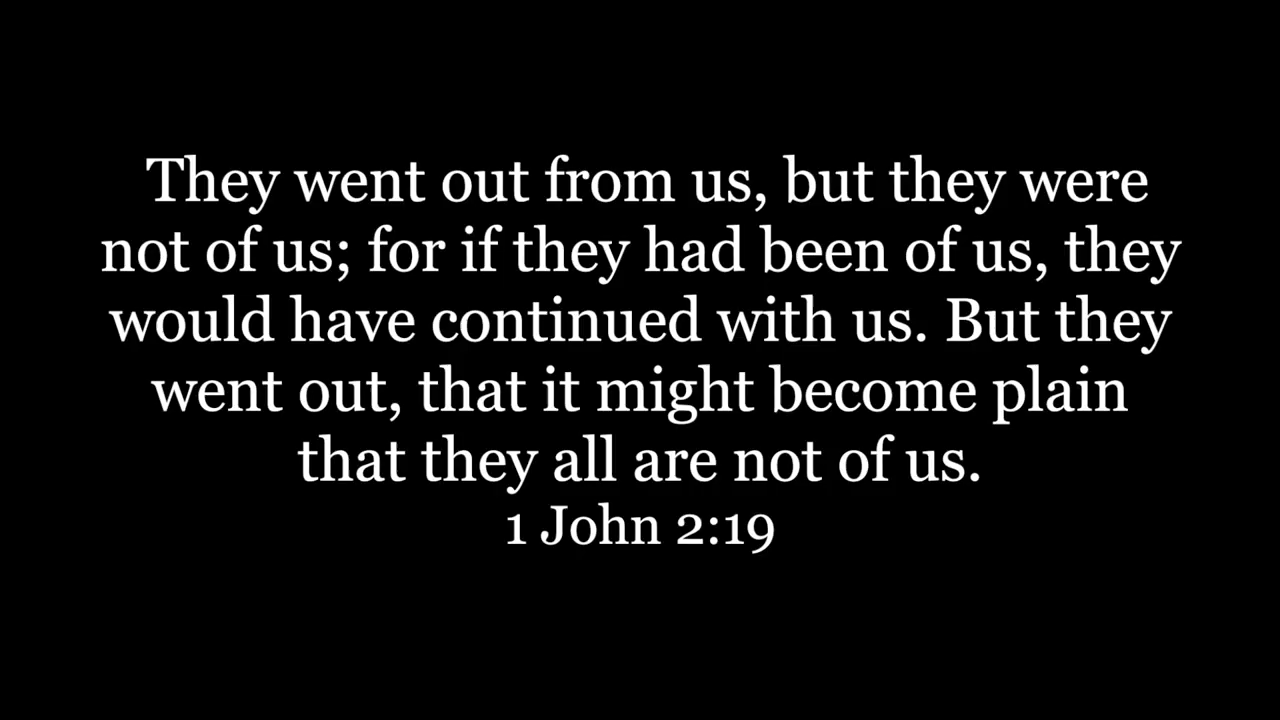 They went out from us, but they were
not of us; for if they had been of us, they
would have continued with us. But they
went out, that it might become plain
that they all are not of us.
1 John 2:19